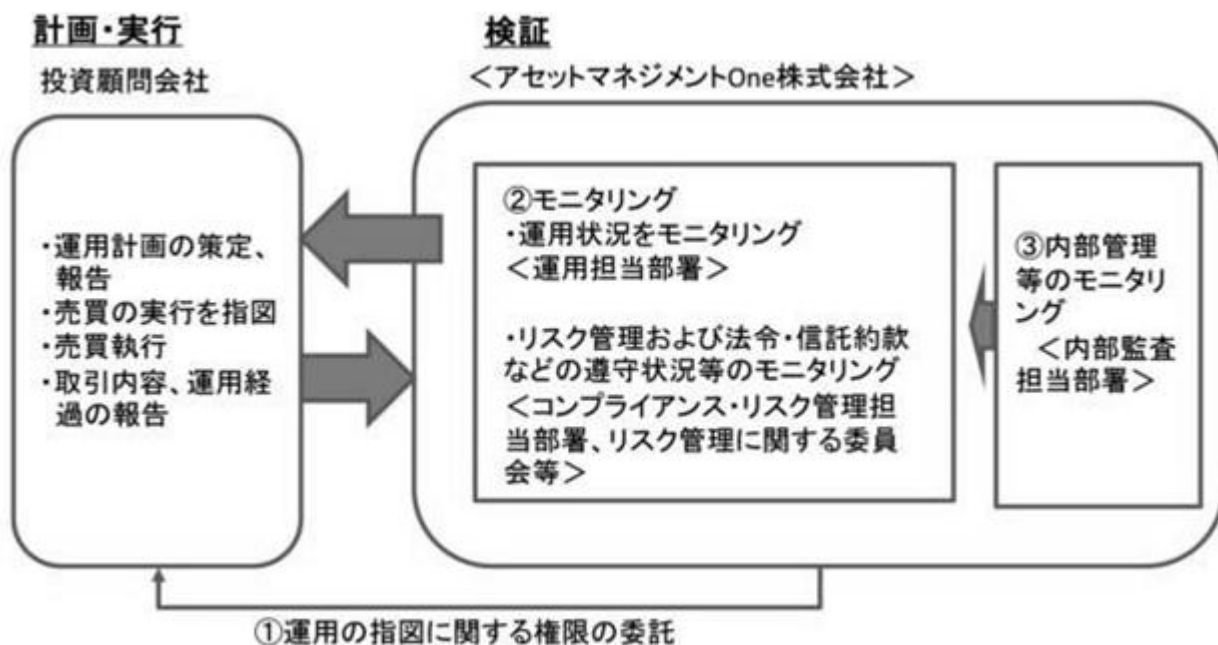 計画・実行
投資顧問会社
・運用計画の策定、
報告
・売買の実行を指図
・売買執行
・取引内容、運用経
過の報告
検証
＜アセットマネジメントOne株式会社＞
②モニタリング
・運用状況をモニタリング
＜運用担当部署＞
・リスク管理および法令・信託約款
などの遵守状況等のモニタリング
＜コンプライアンス・リスク管理担
当部署、リスク管理に関する委員
会等＞
③内部管理
等のモニタリ
ング
＜内部監査
担当部署＞
①運用の指図に関する権限の委託